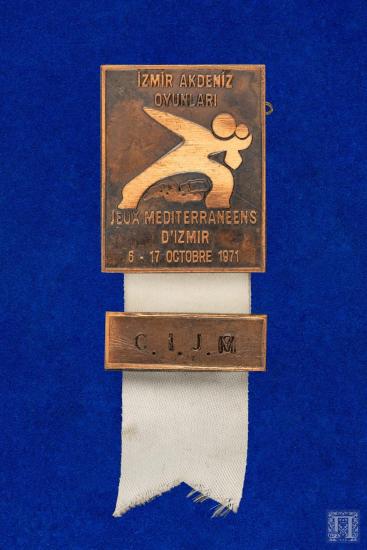 İZMİR AKDENİZ
OYUNLARI
JEUX MEDITERRANEENS
D'IZMIR
6 - 17 OCTOBRE 1971
C.I.J.M